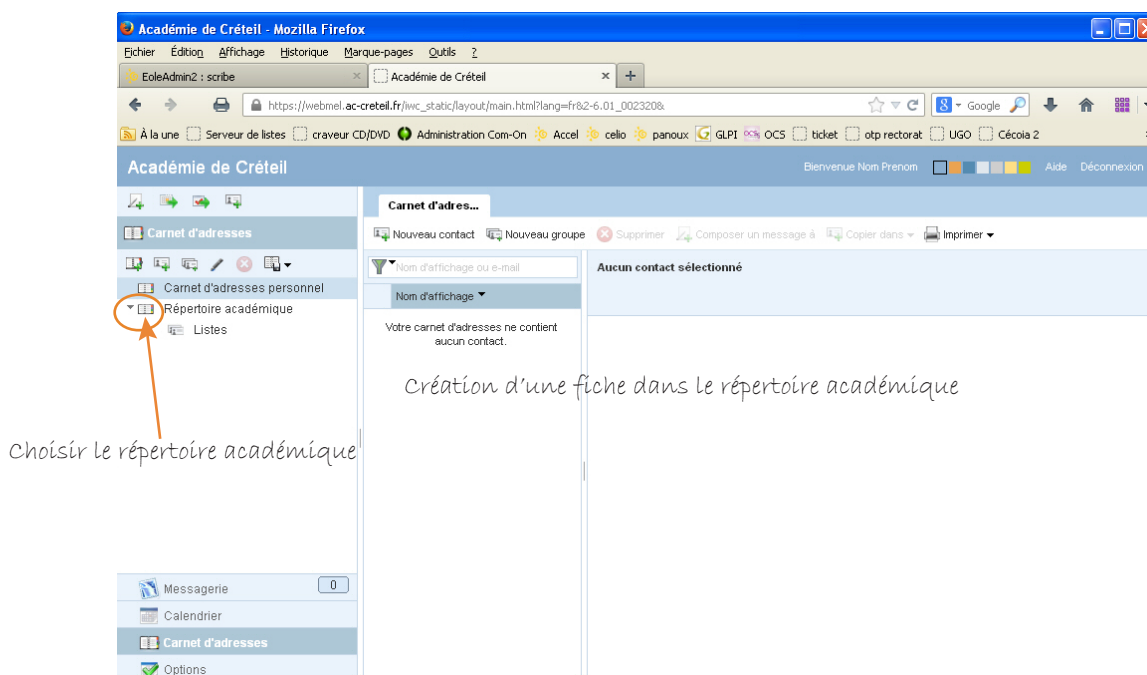 Académie de Créteil - Mozilla Firefox
Fichier Édition Affichage Historique Marque-pages Outils ?
EoleAdmin2 : scribe × Académie de Créteil × +
https://webmel.ac-creteil.fr/iwc_static/layout/main.html?lang=fr&2-6.01_002320& Google
À la une Serveur de listes craveur CD/DVD Administration Com-On Accel celio panoux GLPI OCS ticket otp rectorat UGO Cécoia 2
Académie de Créteil Bienvenue Nom Prenom Aide Déconnexion
Carnet d'adres...
Carnet d'adresses
Nouveau contact Nouveau groupe Supprimer Composer un message à Copier dans Imprimer
Nom d'affichage ou e-mail
Aucun contact sélectionné
Carnet d'adresses personnel
Nom d'affichage
Répertoire académique
Listes
Votre carnet d'adresses ne contient
aucun contact.
Création d'une fiche dans le répertoire académique
Choisir le répertoire académique
Messagerie 0
Calendrier
Carnet d'adresses
Options